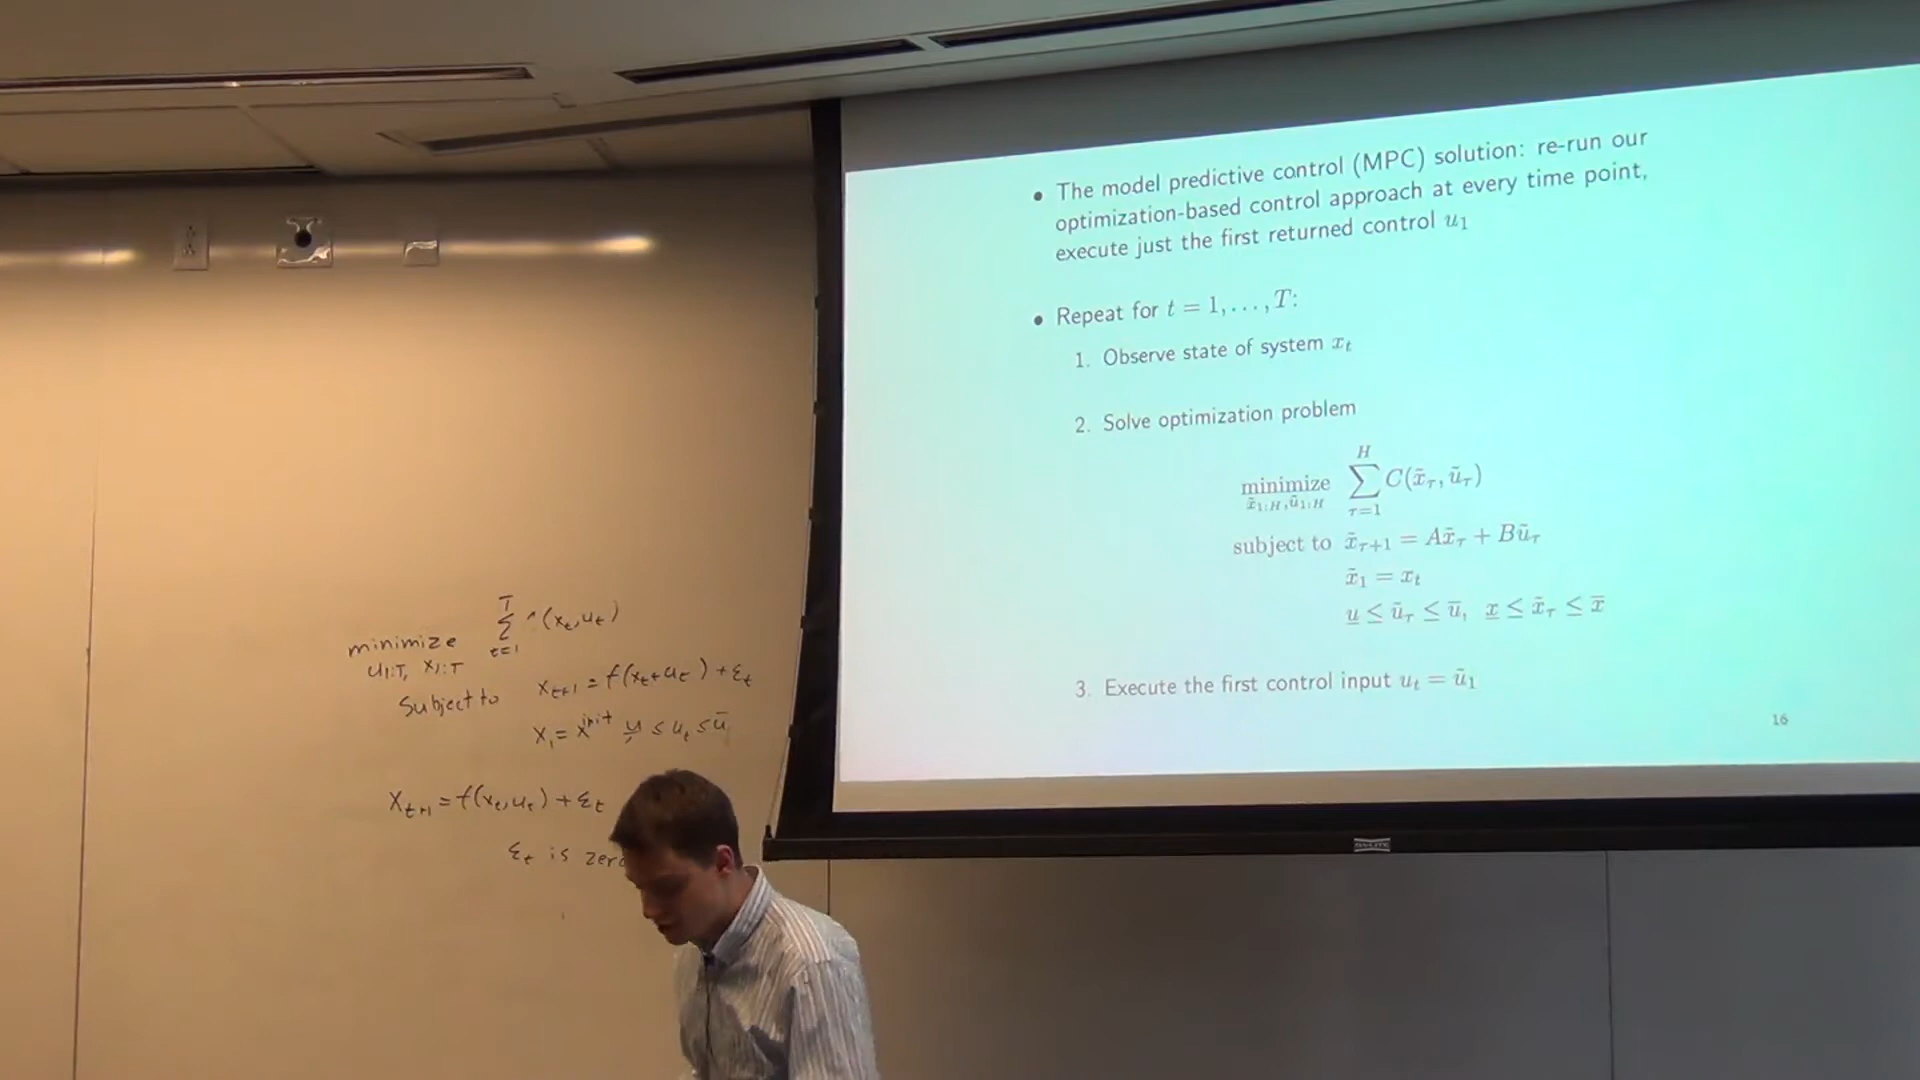 • The model predictive control (MPC) solution: re-run our
optimization-based control approach at every time point,
execute just the first returned control u₁
• Repeat for t = 1, . . . , T:
1. Observe state of system xₜ
2. Solve optimization problem
minimize x̃₁:H,ũ₁:H ∑τ=1^H C(x̃τ, ũτ)
subject to x̃τ+1 = Ax̃τ + Bũτ
x̃₁ = xₜ
u̲ ≤ ũτ ≤ u̅, x̲ ≤ x̃τ ≤ x̅
3. Execute the first control input uₜ = ũ₁
16
minimize ∑t=1^T (xₜ, uₜ)
u1:T, x1:T
Subject to xₜ₊₁ = f(xₜ+uₜ) + εₜ
x₁ = x^init u̲ ≤ uₜ ≤ u̅
xₜ₊₁ = f(xₜ, uₜ) + εₜ
εₜ is zero